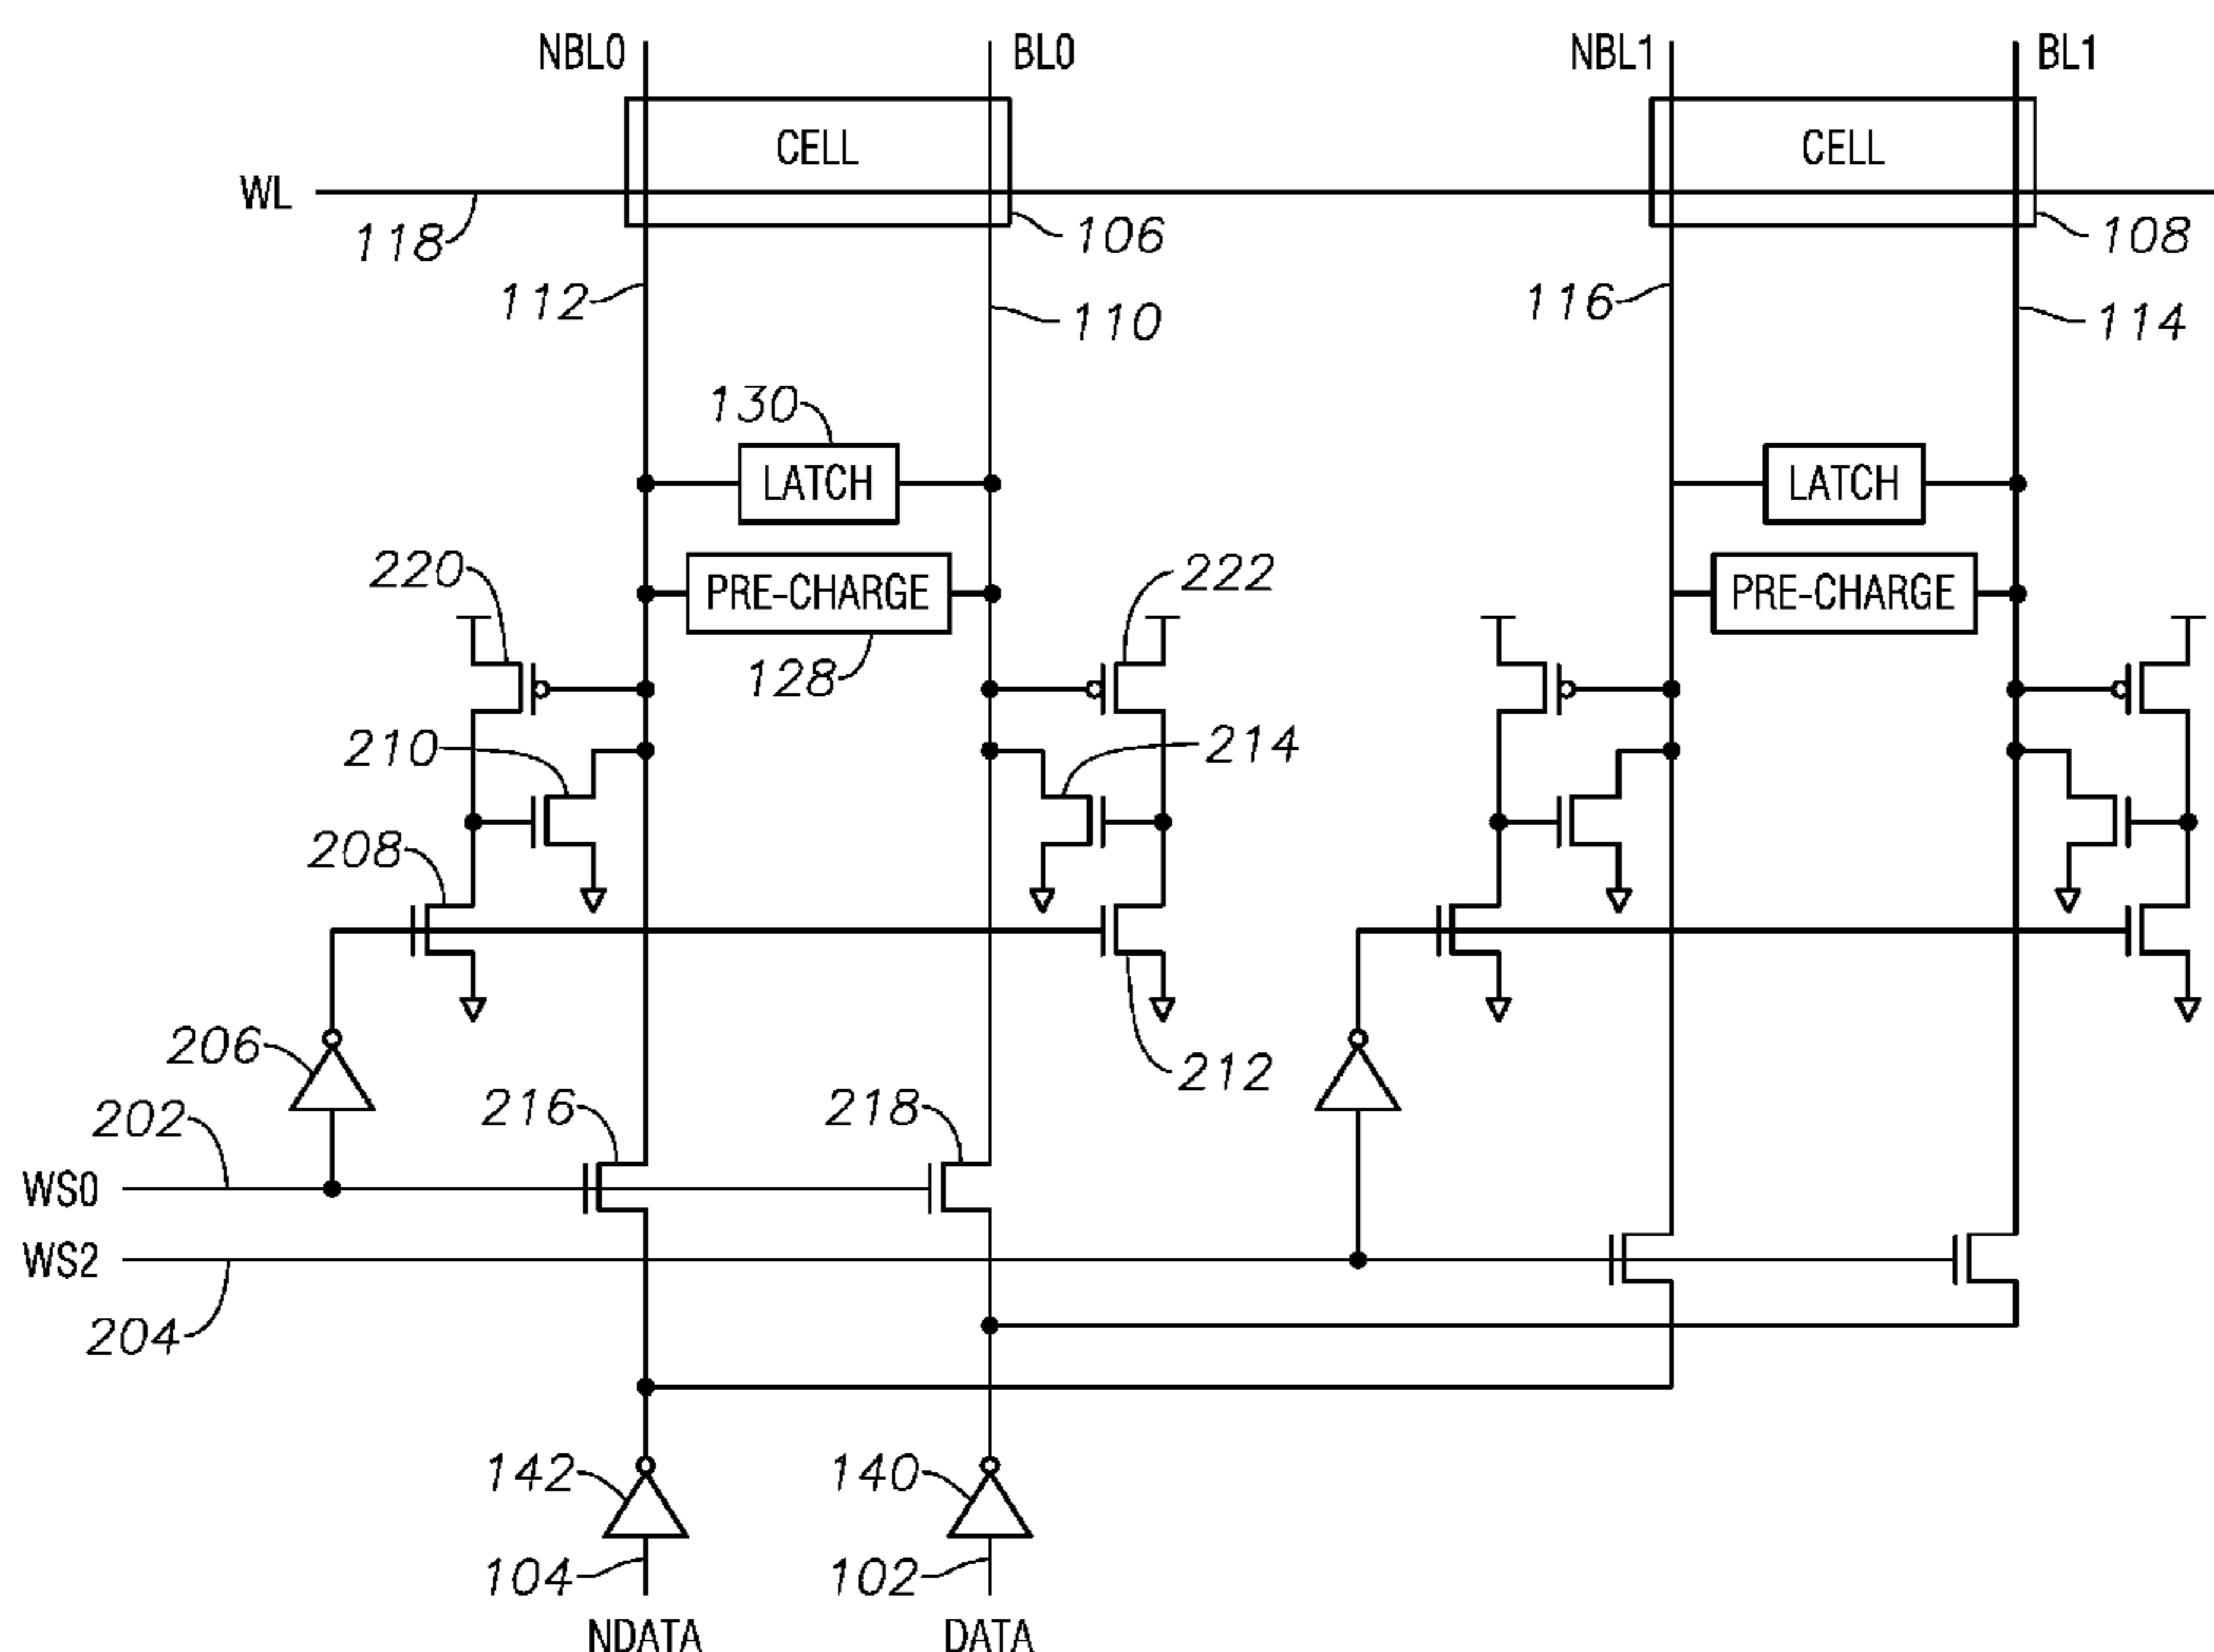 NBL0
BL0
NBL1
BL1
CELL
CELL
WL
118
106
108
112
110
116
114
130
LATCH
LATCH
220
PRE-CHARGE
222
PRE-CHARGE
128
210
214
208
206
212
202
216
218
WS0
WS2
204
142
140
104
102
NDATA
DATA